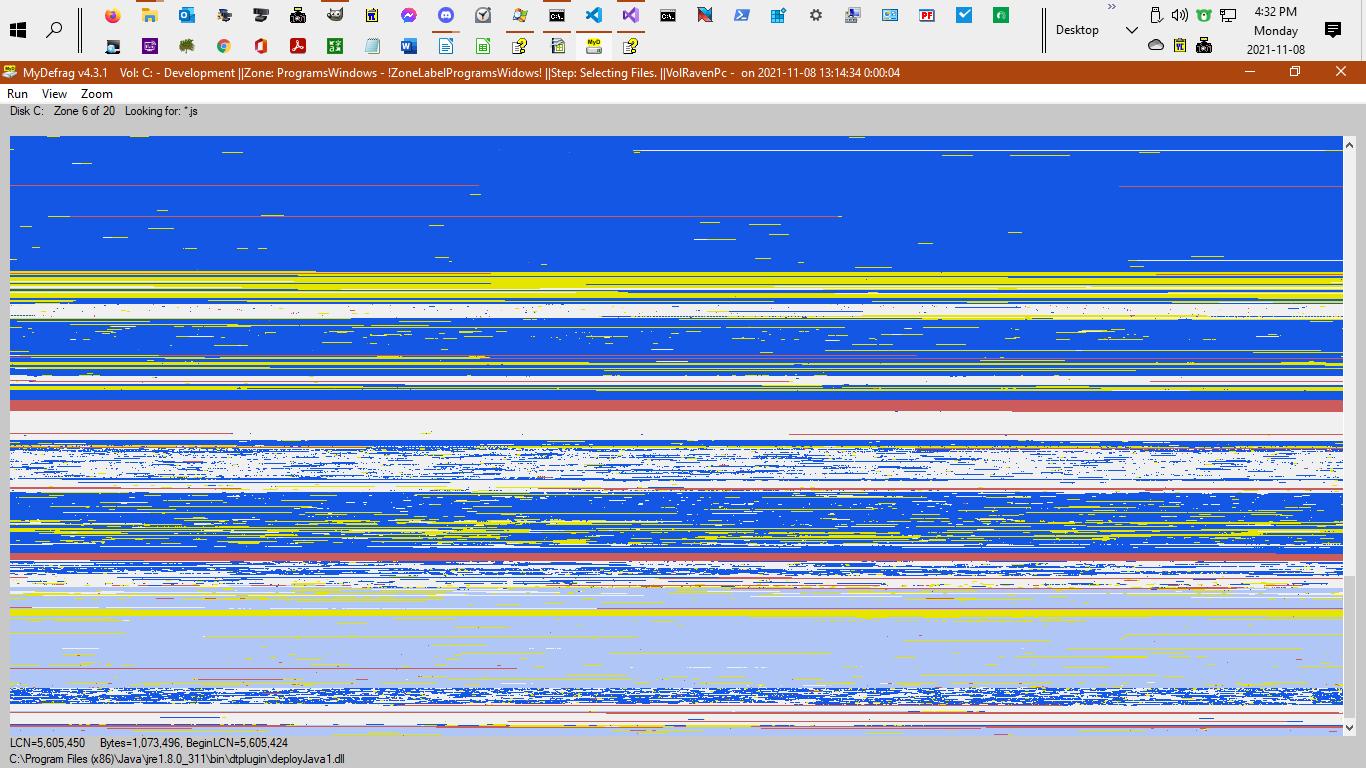 Desktop
»
4:32 PM
Monday
2021-11-08
MyDefrag v4.3.1 Vol: C: - Development ||Zone: ProgramsWindows - !ZoneLabelProgramsWidows! ||Step: Selecting Files. ||VolRavenPc - on 2021-11-08 13:14:34 0:00:04
Run View Zoom
Disk C: Zone 6 of 20 Looking for: *.js
LCN=5,605,450 Bytes=1,073,496, BeginLCN=5,605,424
C:\Program Files (x86)\Java\jre1.8.0_311\bin\dtplugin\deployJava1.dll